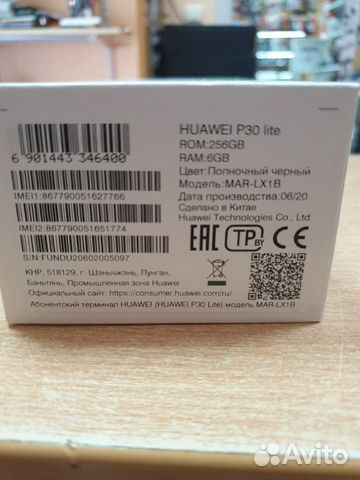 HUAWEI P30 lite
ROM:256GB
RAM:6GB
Цвет:Полночный черный
Модель:MAR-LX1B
Дата производства:06/20
Сделано в Китае
Huawei Technologies Co., Ltd.
6 901443 346400
IMEI1:867790051627766
IMEI2:867790051651774
S/N:FUNDU20602005097
EAC TP BY
КНР, 518129, г. Шэньчжэнь, Лунган,
Баньтянь, Промышленная зона Huawei
Официальный сайт: https://consumer.huawei.com/ru/
Абонентский терминал HUAWEI (HUAWEI P30 Lite) модель MAR-LX1B
Avito